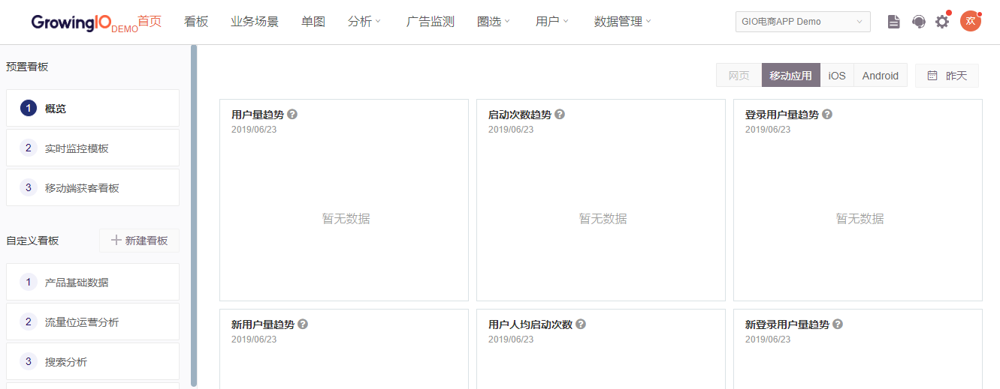 GrowingIO DEMO 首页 看板 业务场景 单图 分析 广告监测 圈选 用户 数据管理 GIO电商APP Demo 欢
预置看板
1 概览
2 实时监控模板
3 移动端获客看板
自定义看板 新建看板
1 产品基础数据
2 流量位运营分析
3 搜索分析
网页 移动应用 iOS Android 昨天
用户量趋势 ?
2019/06/23
暂无数据
启动次数趋势 ?
2019/06/23
暂无数据
登录用户量趋势 ?
2019/06/23
暂无数据
新用户量趋势 ?
2019/06/23
用户人均启动次数 ?
2019/06/23
新登录用户量趋势 ?
2019/06/23